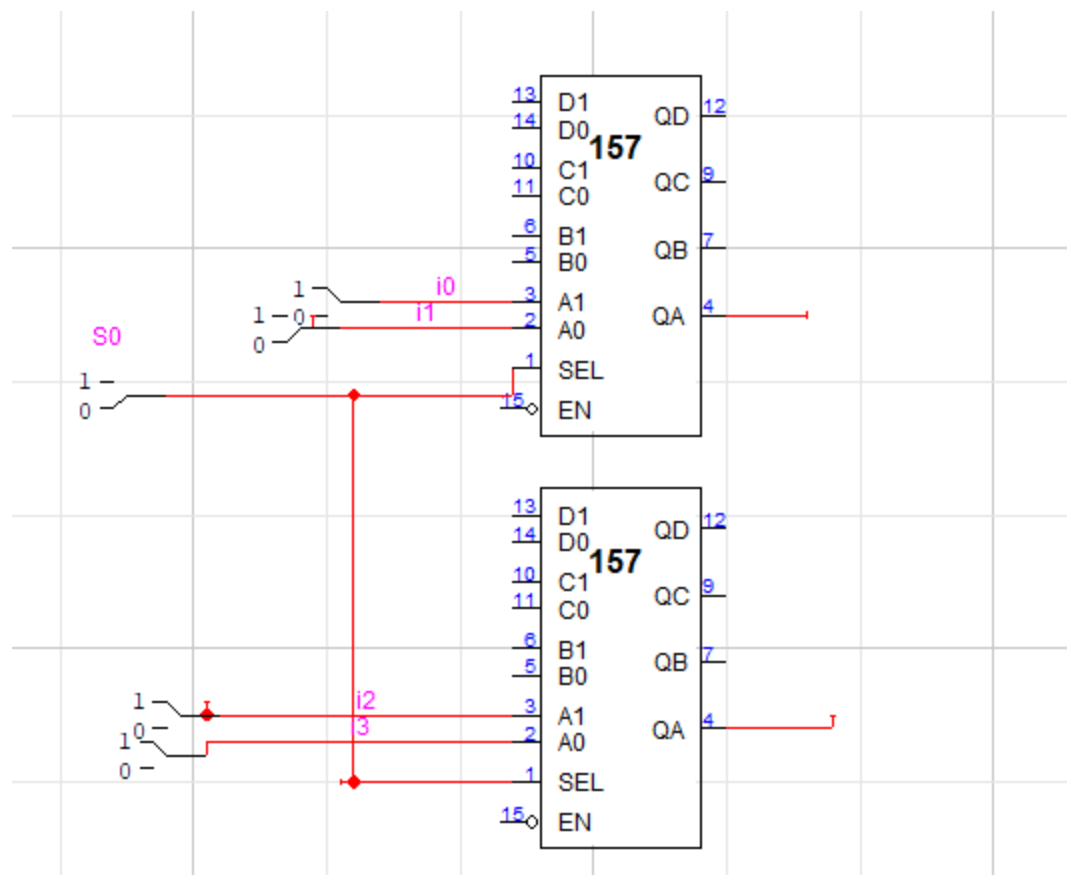 13 D1 QD 12
14 D0 157
10 C1 QC 9
11 C0
6 B1 QB 7
5 B0
1 i0 3 A1
1 0 i1 2 A0 QA 4
0
S0
1 SEL
1
0 15 EN
13 D1 QD 12
14 D0 157
10 C1 QC 9
11 C0
6 B1 QB 7
5 B0
1 i2 3 A1
0 i3 QA 4
1 2 A0
0 1 SEL
15 EN